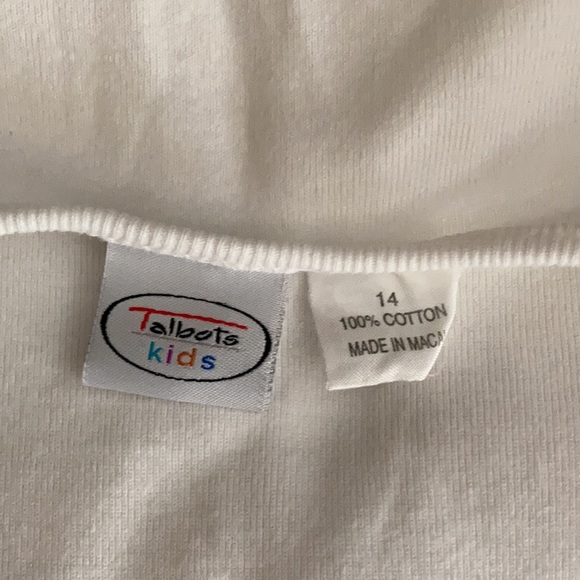 Talbots
kids
14
100% COTTON
MADE IN MACA